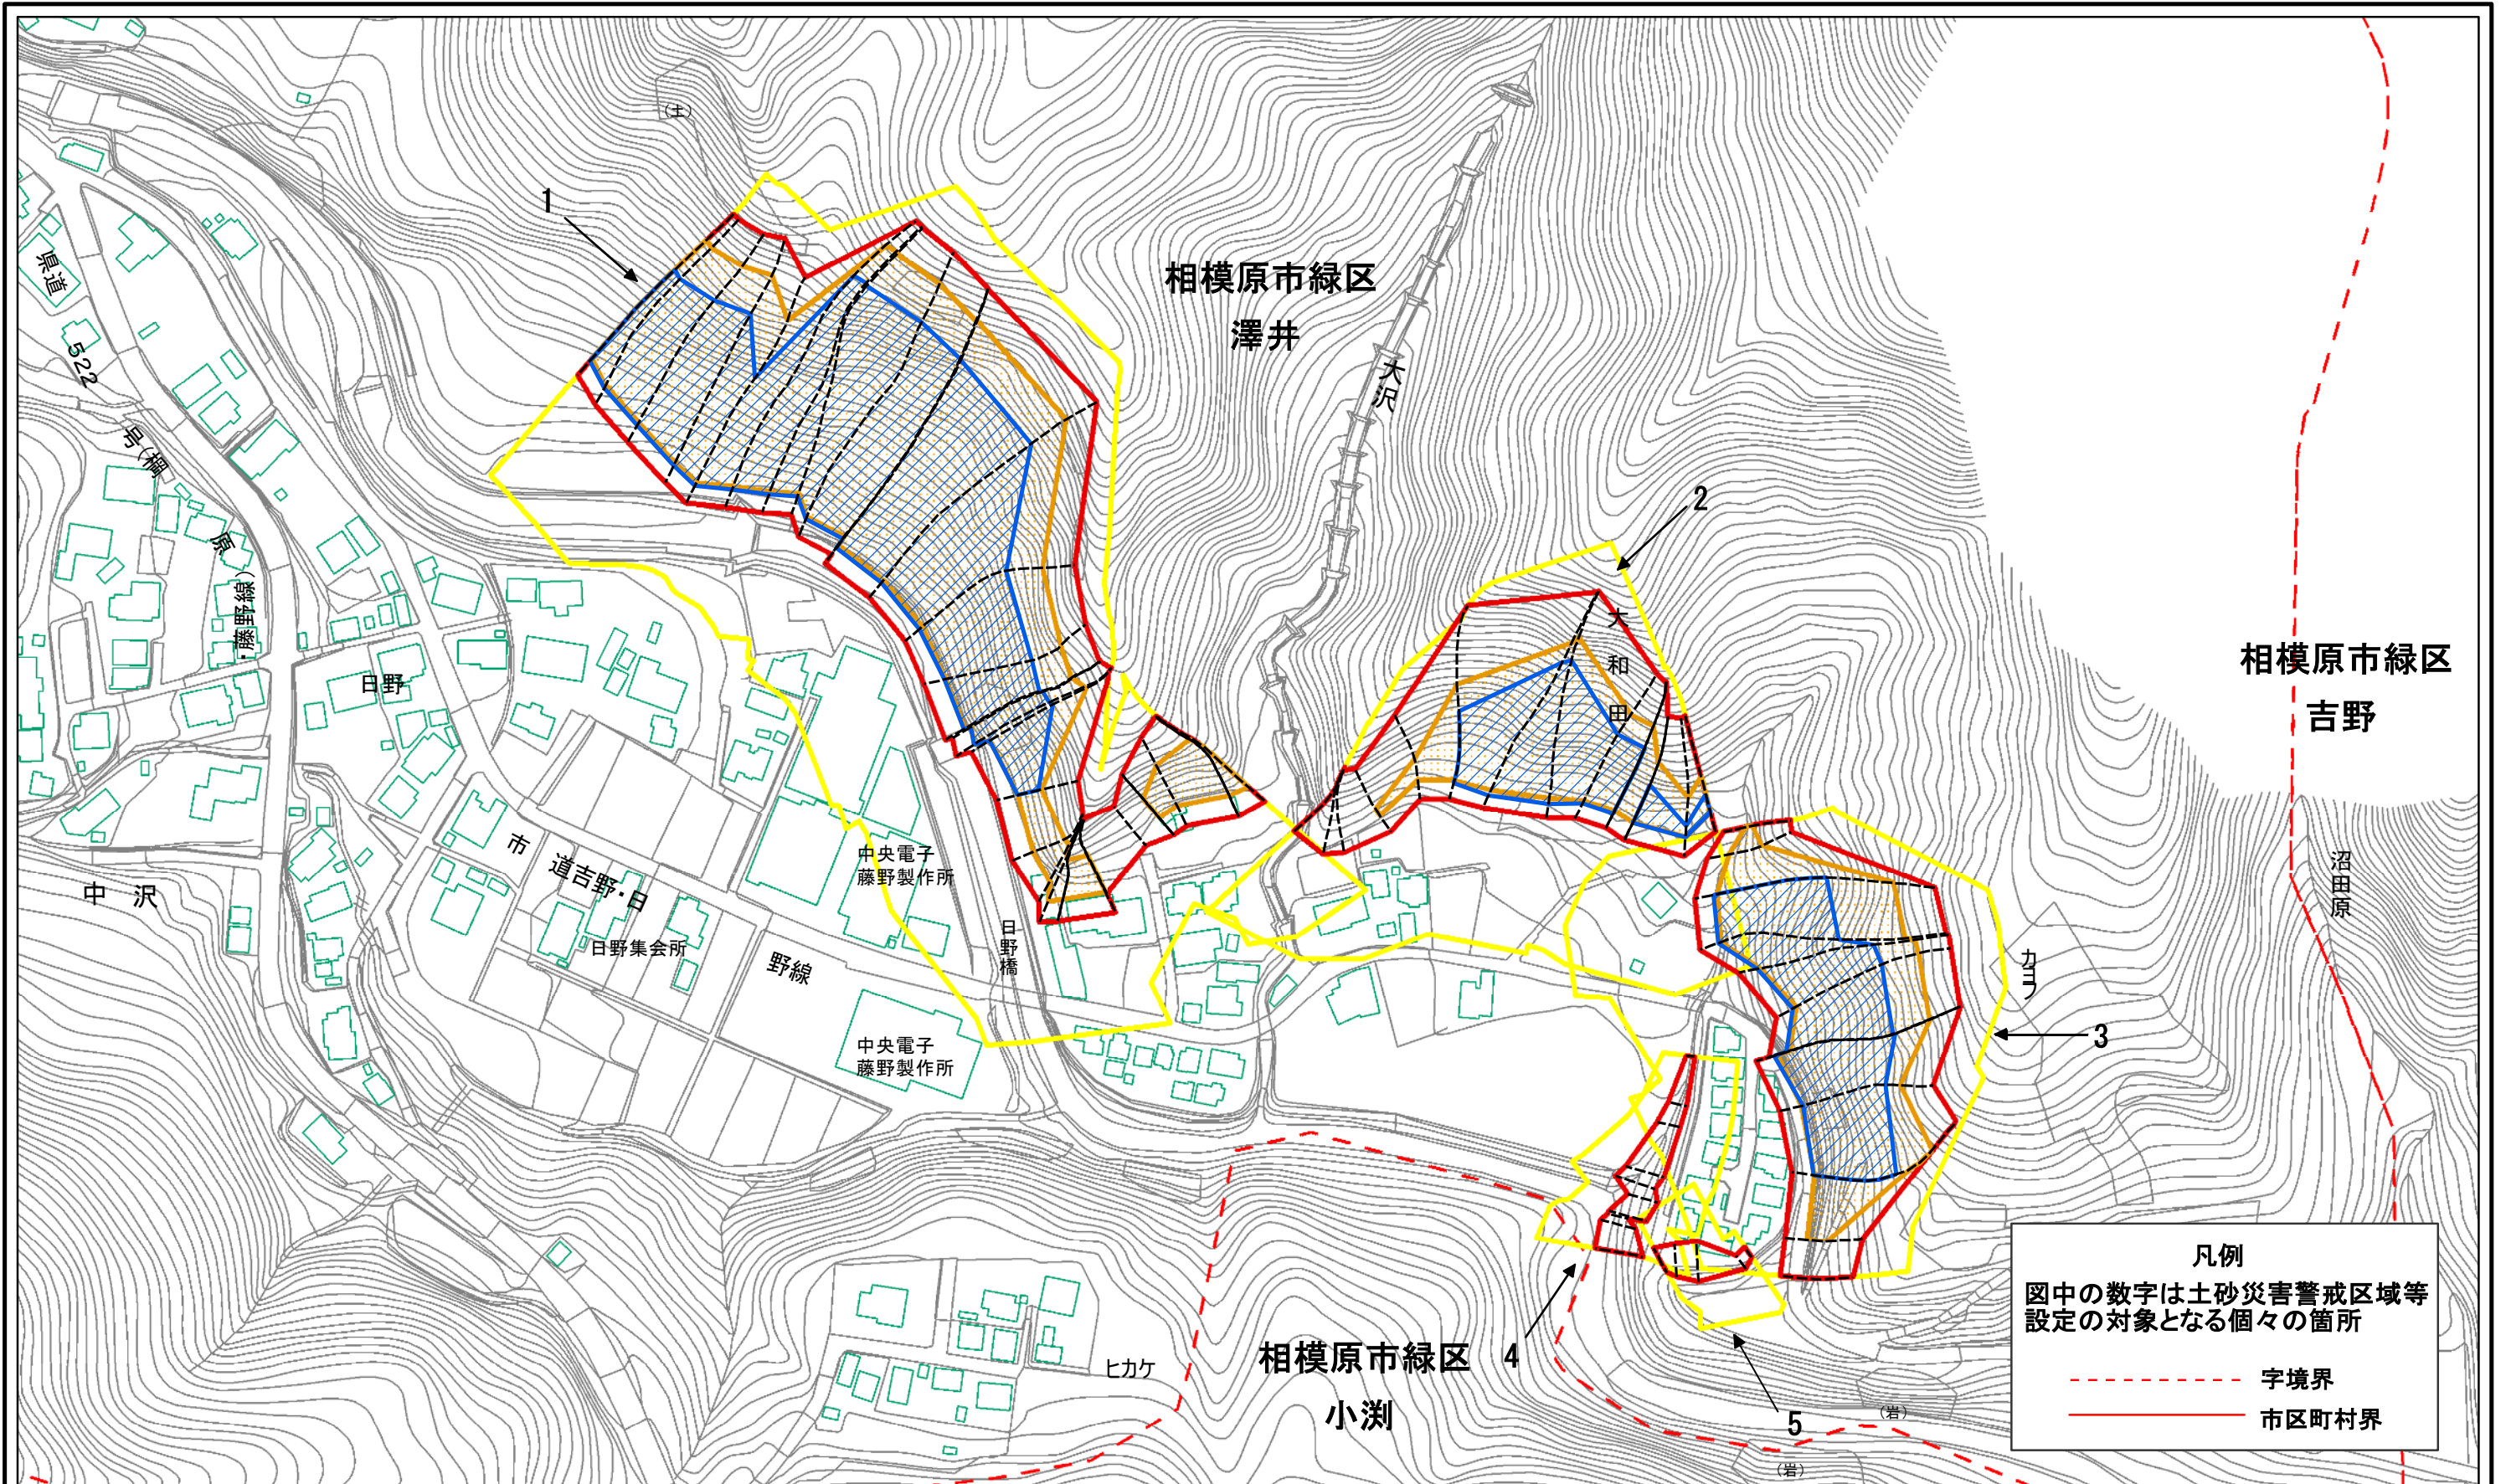 (土)
1
相模原市緑区
澤井
県道
522
号(棡
原
・藤野線)
大沢
2
大
和
田
相模原市緑区
吉野
日野
市
道吉野・日
野線
中央電子
藤野製作所
日野集会所
日野橋
中央電子
藤野製作所
中 沢
沼田原
カヨフ
3
相模原市緑区
小渕
4
5
ヒカケ
(岩)
(岩)
凡例
図中の数字は土砂災害警戒区域等
設定の対象となる個々の箇所
字境界
市区町村界